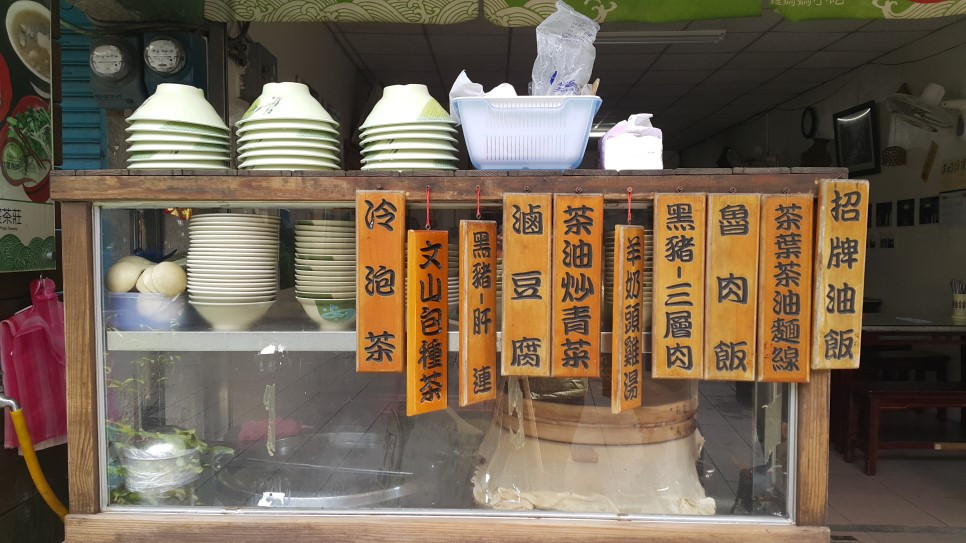 招牌油飯
茶葉茶油麵線
魯肉飯
黑豬-三層肉
羊奶頭雞湯
茶油炒青菜
滷豆腐
黑豬-肝連
文山包種茶
冷泡茶
茶莊